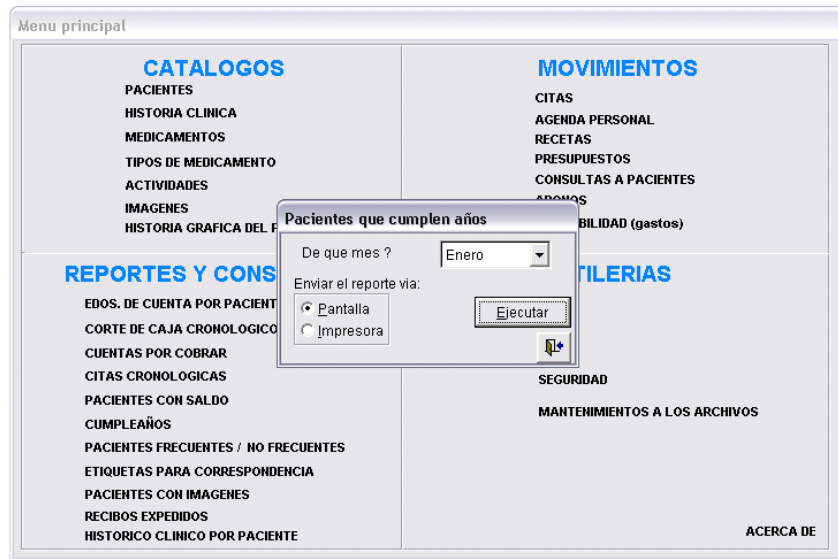 Menu principal
CATALOGOS
PACIENTES
HISTORIA CLINICA
MEDICAMENTOS
TIPOS DE MEDICAMENTO
ACTIVIDADES
IMAGENES
HISTORIA GRAFICA DEL
MOVIMIENTOS
CITAS
AGENDA PERSONAL
RECETAS
PRESUPUESTOS
CONSULTAS A PACIENTES
BILIDAD (gastos)
Pacientes que cumplen años
De que mes ?
Enero
Enviar el reporte via:
Pantalla
Impresora
Ejecutar
REPORTES Y CONS
EDOS. DE CUENTA POR PACIENT
CORTE DE CAJA CRONOLOGICO
CUENTAS POR COBRAR
CITAS CRONOLOGICAS
PACIENTES CON SALDO
CUMPLEAÑOS
PACIENTES FRECUENTES / NO FRECUENTES
ETIQUETAS PARA CORRESPONDENCIA
PACIENTES CON IMAGENES
RECIBOS EXPEDIDOS
HISTORICO CLINICO POR PACIENTE
TILERIAS
SEGURIDAD
MANTENIMIENTOS A LOS ARCHIVOS
ACERCA DE